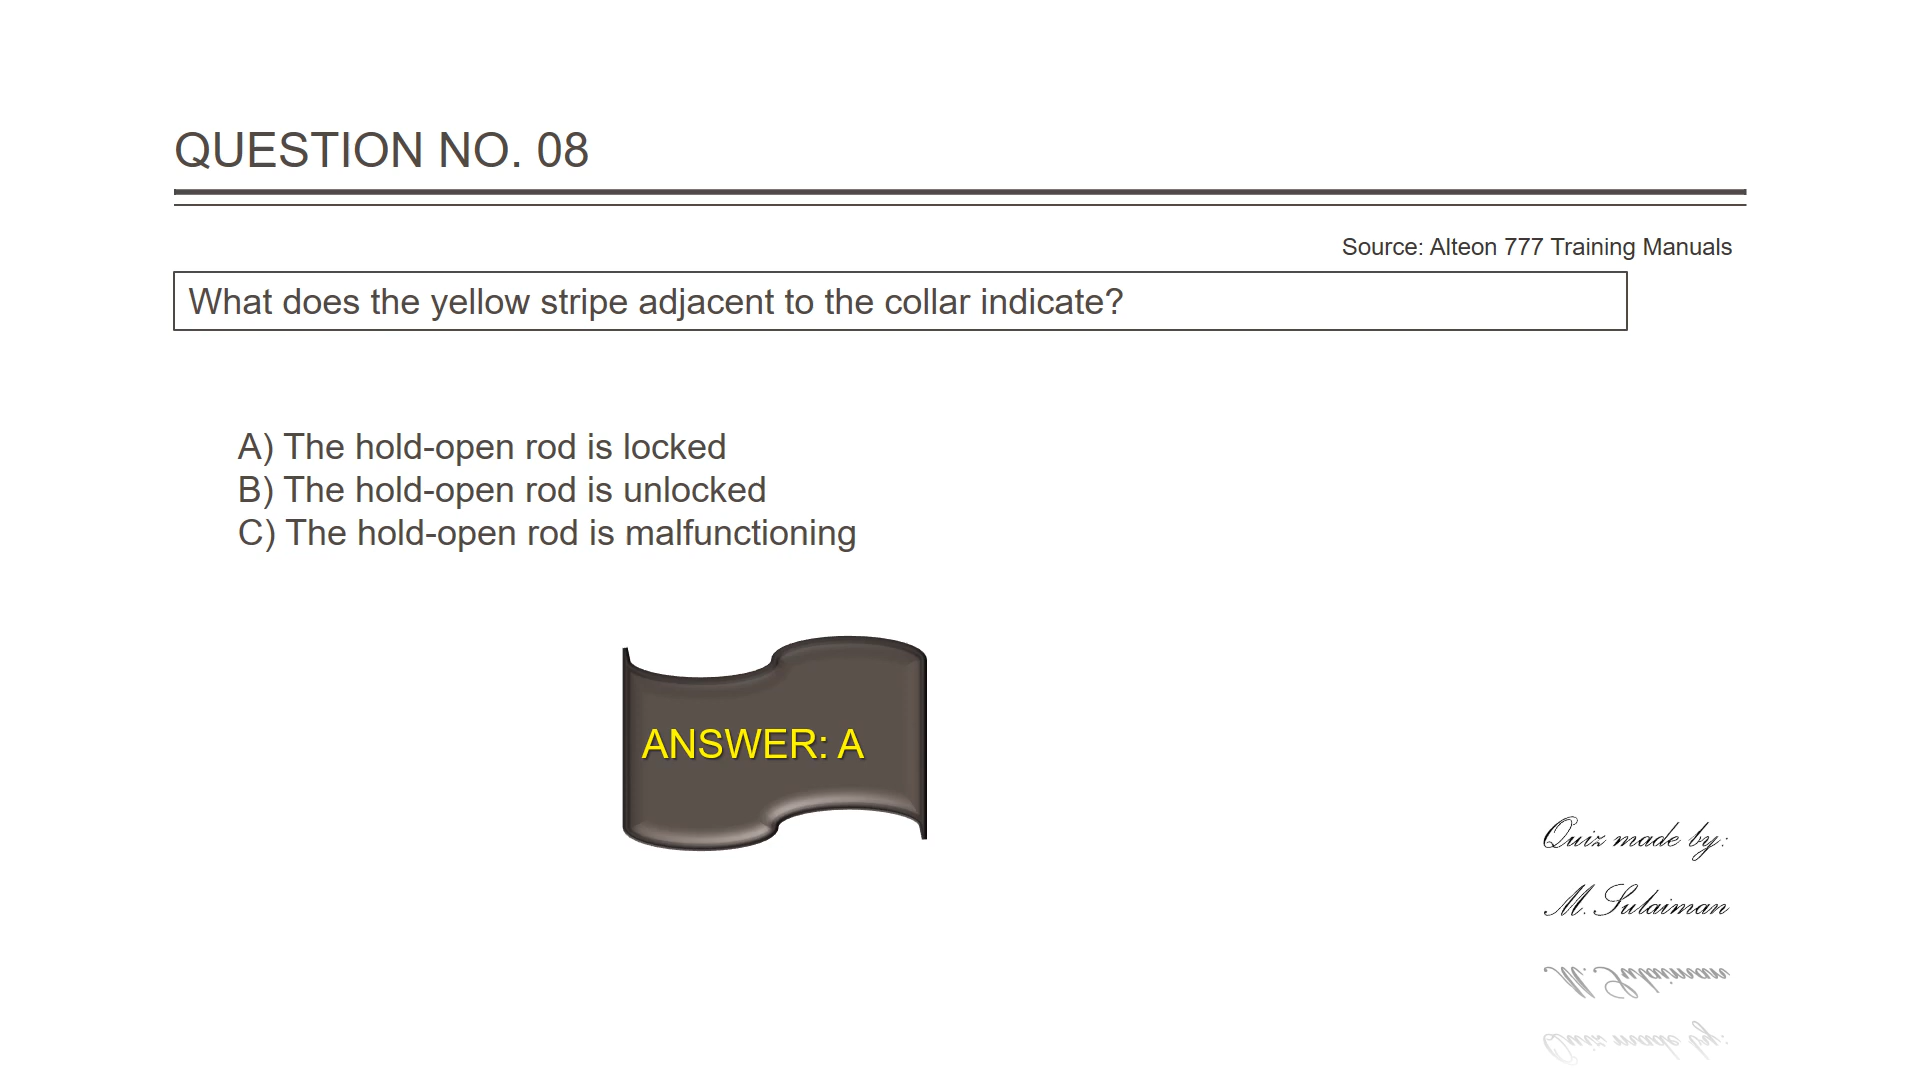 QUESTION NO. 08
Source: Alteon 777 Training Manuals
What does the yellow stripe adjacent to the collar indicate?
A) The hold-open rod is locked
B) The hold-open rod is unlocked
C) The hold-open rod is malfunctioning
ANSWER: A
Quiz made by:
M. Sulaiman